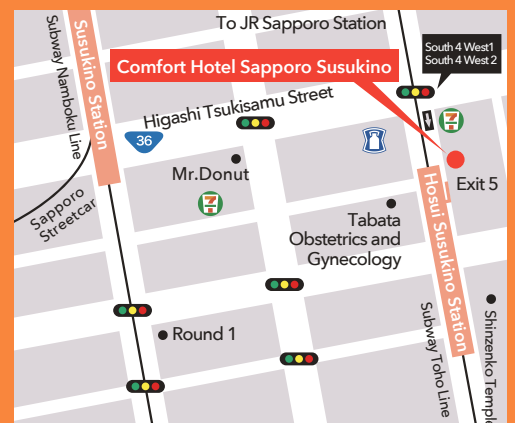 To JR Sapporo Station
South 4 West1
South 4 West 2
Comfort Hotel Sapporo Susukino
Susukino Station
Subway Namboku Line
Higashi Tsukisamu Street
36
Mr.Donut
Exit 5
Sapporo
Streetcar
Tabata
Obstetrics and
Gynecology
Hosui Susukino Station
Round 1
Subway Toho Line
Shinzenko Temple